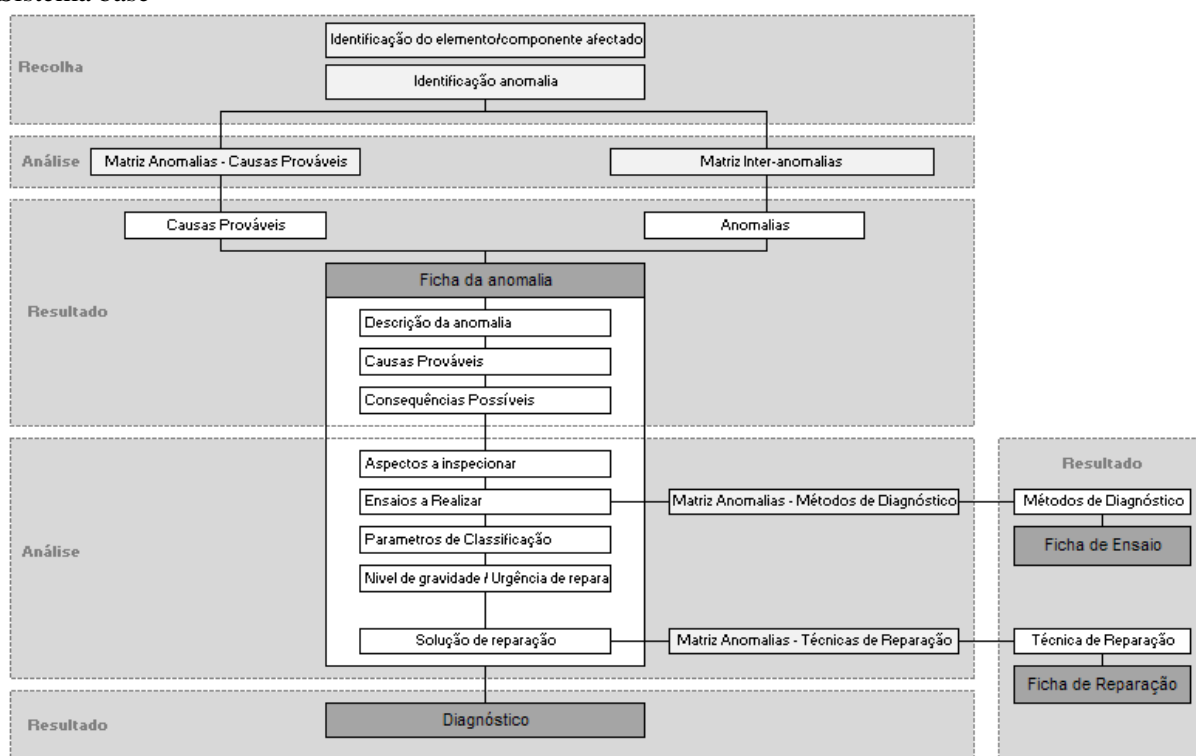 Sistema base
Identificação do elemento/componente afectado
Recolha
Identificação anomalia
Análise
Matriz Anomalias - Causas Prováveis
Matriz Inter-anomalias
Causas Prováveis
Anomalias
Ficha da anomalia
Resultado
Descrição da anomalia
Causas Prováveis
Consequências Possíveis
Aspectos a inspecionar
Resultado
Ensaios a Realizar
Matriz Anomalias - Métodos de Diagnóstico
Métodos de Diagnóstico
Análise
Parametros de Classificação
Ficha de Ensaio
Nivel de gravidade / Urgência de repara
Solução de reparação
Matriz Anomalias - Técnicas de Reparação
Técnica de Reparação
Ficha de Reparação
Resultado
Diagnóstico